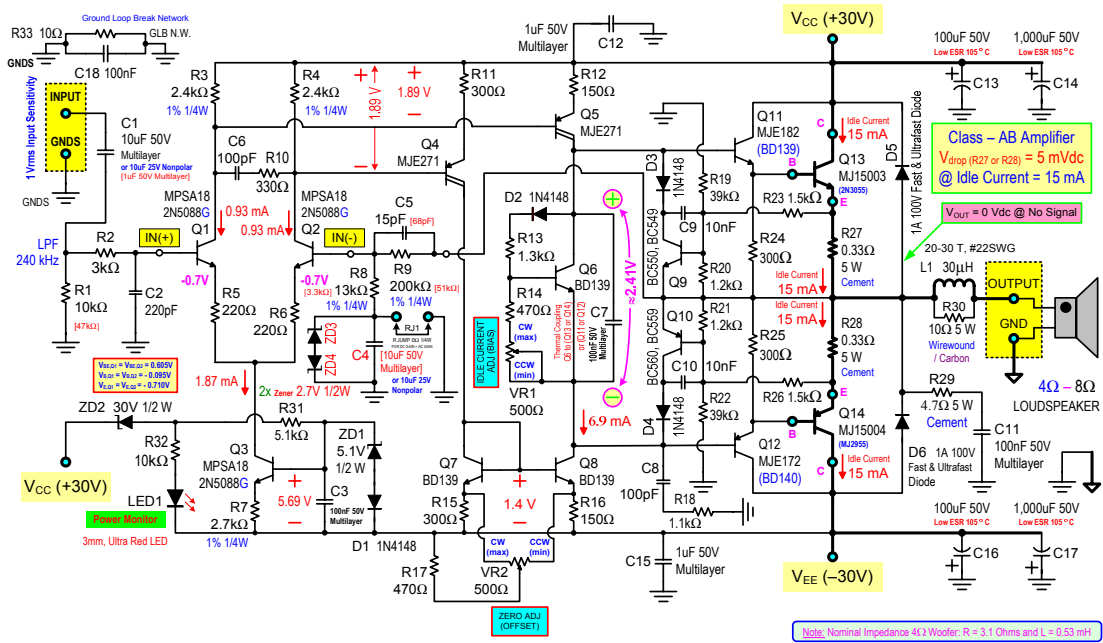 Ground Loop Break Network
R33 10Ω
GLB N.W.
GNDS
C18 100nF
1 Vrms Input Sensitivity
INPUT
GNDS
GNDS
C1
10uF 50V
Multilayer
or 10uF 25V Nonpolar
[1uF 50V Multilayer]
LPF
240 kHz
R2
3kΩ
R1
10kΩ
[47kΩ]
C2
220pF
IN(+)
R3
2.4kΩ
1% 1/4W
R4
2.4kΩ
1% 1/4W
+
1.89 V
−
+
1.89 V
−
C6
100pF
R10
330Ω
MPSA18
2N5088G
Q1
0.93 mA
0.93 mA
MPSA18
2N5088G
Q2
IN(-)
-0.7V
-0.7V
R5
220Ω
R6
220Ω
[3.3kΩ]
R8
13kΩ
1% 1/4W
C5
15pF
[68pF]
R9
200kΩ
[51kΩ]
1% 1/4W
RJ1
R JUMP 0Ω 1/4W
FOR DC GAIN = AC GAIN
ZD3
ZD4
C4
[10uF 50V
Multilayer]
or 10uF 25V
Nonpolar
2x Zener 2.7V 1/2W
VBE,Q1 = VBE,Q2 = 0.605V
VB,Q1 = VB,Q2 = - 0.095V
VE,Q1 = VE,Q2 = - 0.710V
1.87 mA
ZD2
30V 1/2 W
R31
5.1kΩ
R32
10kΩ
VCC (+30V)
LED1
Power Monitor
3mm, Ultra Red LED
Q3
MPSA18
2N5088G
R7
2.7kΩ
1% 1/4W
+
5.69 V
−
ZD1
5.1V
1/2 W
C3
100nF 50V
Multilayer
D1 1N4148
R11
300Ω
Q4
MJE271
1uF 50V
Multilayer
C12
R12
150Ω
Q5
MJE271
D2
1N4148
R13
1.3kΩ
R14
470Ω
Q6
BD139
CW
(max)
CCW
(min)
IDLE CURRENT
ADJ (BIAS)
VR1
500Ω
Thermal Coupling
Q6 to (Q13 or Q14)
or (Q11 or Q12)
C7
100nF 50V
Multilayer
+
≈2.41V
−
6.9 mA
Q7
BD139
Q8
BD139
+
1.4 V
−
R15
300Ω
R16
150Ω
CW
(max)
CCW
(min)
R17
470Ω
VR2
500Ω
ZERO ADJ
(OFFSET)
D3
1N4148
R19
39kΩ
C9
10nF
BC550, BC549
Q9
R20
1.2kΩ
Q10
R21
1.2kΩ
BC560, BC559
C10
10nF
D4
1N4148
R22
39kΩ
C8
100pF
R18
1.1kΩ
C15
1uF 50V
Multilayer
Q11
MJE182
(BD139)
R23 1.5kΩ
R24
300Ω
R25
300Ω
R26 1.5kΩ
Q12
MJE172
(BD140)
VCC (+30V)
C
Idle Current
15 mA
B
Q13
MJ15003
(2N3055)
E
R27
0.33Ω
5 W
Cement
Idle Current
15 mA
Idle Current
15 mA
R28
0.33Ω
5 W
Cement
E
Q14
MJ15004
(MJ2955)
B
C
Idle Current
15 mA
VEE (−30V)
D5
1A 100V Fast & Ultrafast Diode
100uF 50V
Low ESR 105°C
C13
+
1,000uF 50V
Low ESR 105°C
C14
+
Class – AB Amplifier
Vdrop (R27 or R28) = 5 mVdc
@ Idle Current = 15 mA
VOUT = 0 Vdc @ No Signal
20-30 T, #22SWG
L1
30µH
R30
10Ω 5 W
Wirewound
/ Carbon
OUTPUT
GND
4Ω – 8Ω
LOUDSPEAKER
R29
4.7Ω 5 W
Cement
C11
100nF 50V
Multilayer
D6
1A 100V
Fast & Ultrafast
Diode
100uF 50V
Low ESR 105°C
C16
+
1,000uF 50V
Low ESR 105°C
C17
+
Note: Nominal Impedance 4Ω Woofer: R = 3.1 Ohms and L = 0.53 mH